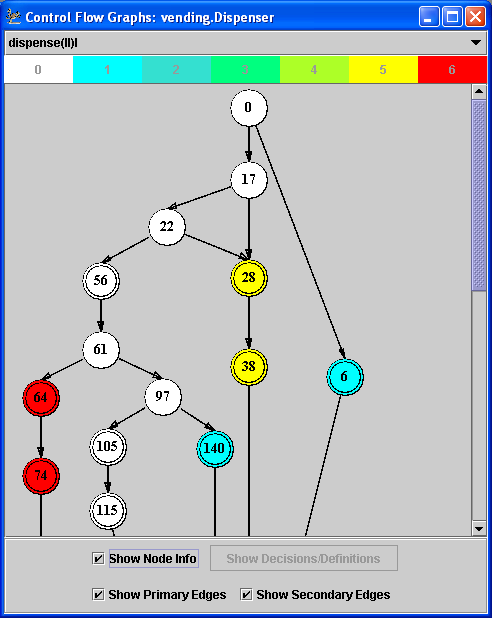 Control Flow Graphs: vending.Dispenser
dispense(II)I
0 1 2 3 4 5 6
0
17
22
28
56
61
38
6
64
97
105
140
74
115
Show Node Info
Show Decisions/Definitions
Show Primary Edges
Show Secondary Edges